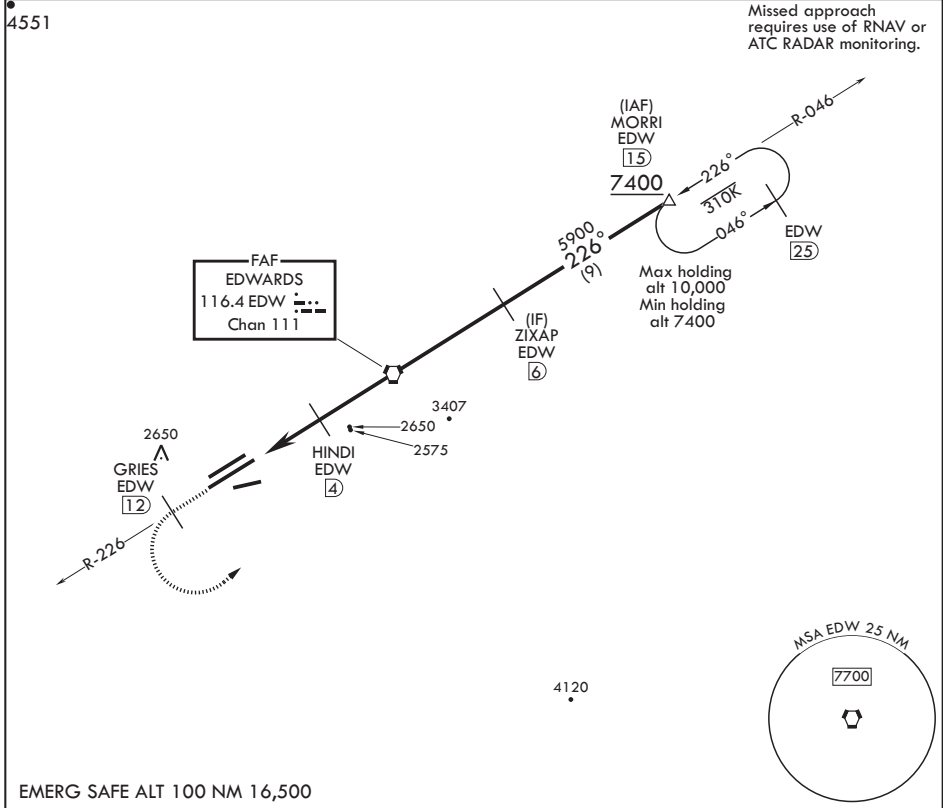 4551
Missed approach
requires use of RNAV or
ATC RADAR monitoring.
R-046
(IAF)
MORRI
EDW
15
7400
226°
310K
046°
EDW
25
5900
226°
(9)
Max holding
alt 10,000
Min holding
alt 7400
FAF
EDWARDS
116.4 EDW
Chan 111
(IF)
ZIXAP
EDW
6
3407
2650
2575
HINDI
EDW
4
2650
GRIES
EDW
12
R-226
MSA EDW 25 NM
7700
4120
EMERG SAFE ALT 100 NM 16,500